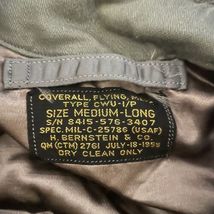 COVERALL, FLYING,
TYPE CWU-1/P
SIZE MEDIUM-LONG
S/N 8415-576-3407
SPEC. MIL-C-25786 (USAF)
H. BERNSTEIN & CO.
QM (CTM) 2761 JULY-18-1958
DRY CLEAN ONLY